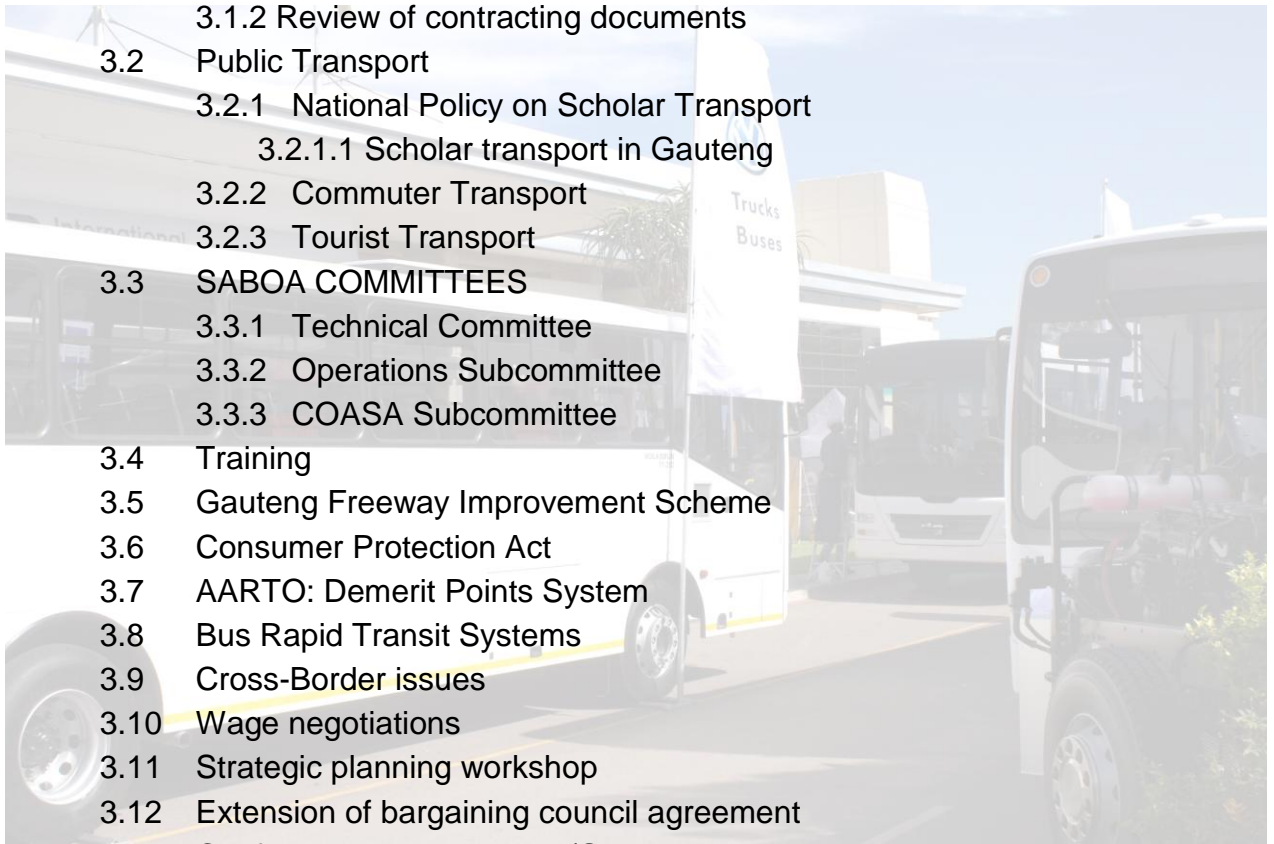 3.1.2 Review of contracting documents
3.2 Public Transport
3.2.1 National Policy on Scholar Transport
3.2.1.1 Scholar transport in Gauteng
3.2.2 Commuter Transport
3.2.3 Tourist Transport
3.3 SABOA COMMITTEES
3.3.1 Technical Committee
3.3.2 Operations Subcommittee
3.3.3 COASA Subcommittee
3.4 Training
3.5 Gauteng Freeway Improvement Scheme
3.6 Consumer Protection Act
3.7 AARTO: Demerit Points System
3.8 Bus Rapid Transit Systems
3.9 Cross-Border issues
3.10 Wage negotiations
3.11 Strategic planning workshop
3.12 Extension of bargaining council agreement
International
Trucks
Buses